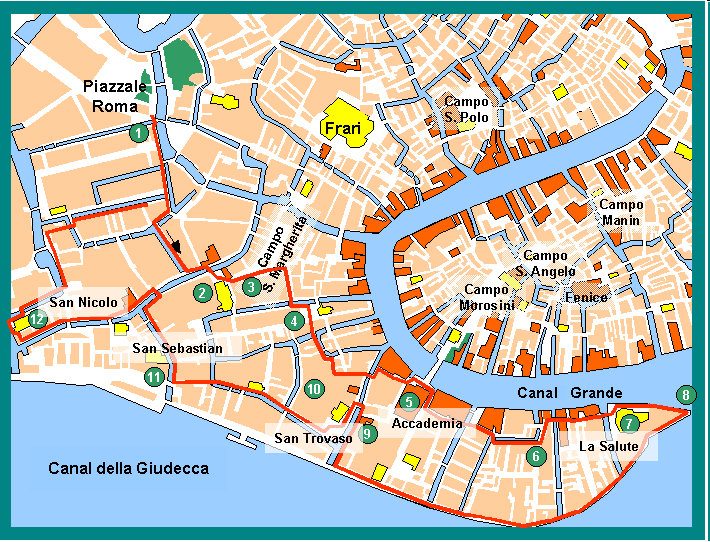 Piazzale
Roma
1
Frari
Campo
S. Polo
Campo
Manin
Campo
S. Margherita
Campo
S. Angelo
Campo
Morosini
Fenice
2
3
San Nicolo
12
4
San Sebastian
11
10
5
Canal Grande
8
Accademia
7
La Salute
San Trovaso
9
6
Canal della Giudecca